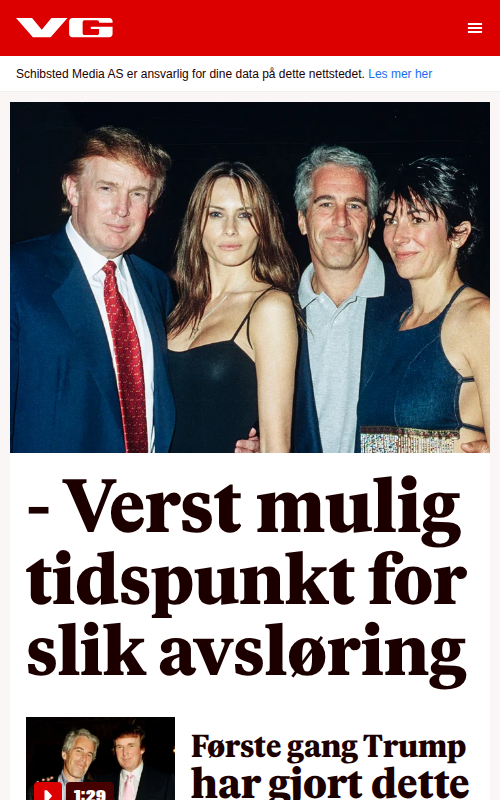 VG
Schibsted Media AS er ansvarlig for dine data på dette nettstedet. Les mer her
- Verst mulig
tidspunkt for
slik avsløring
1:29
Første gang Trump
har gjort dette